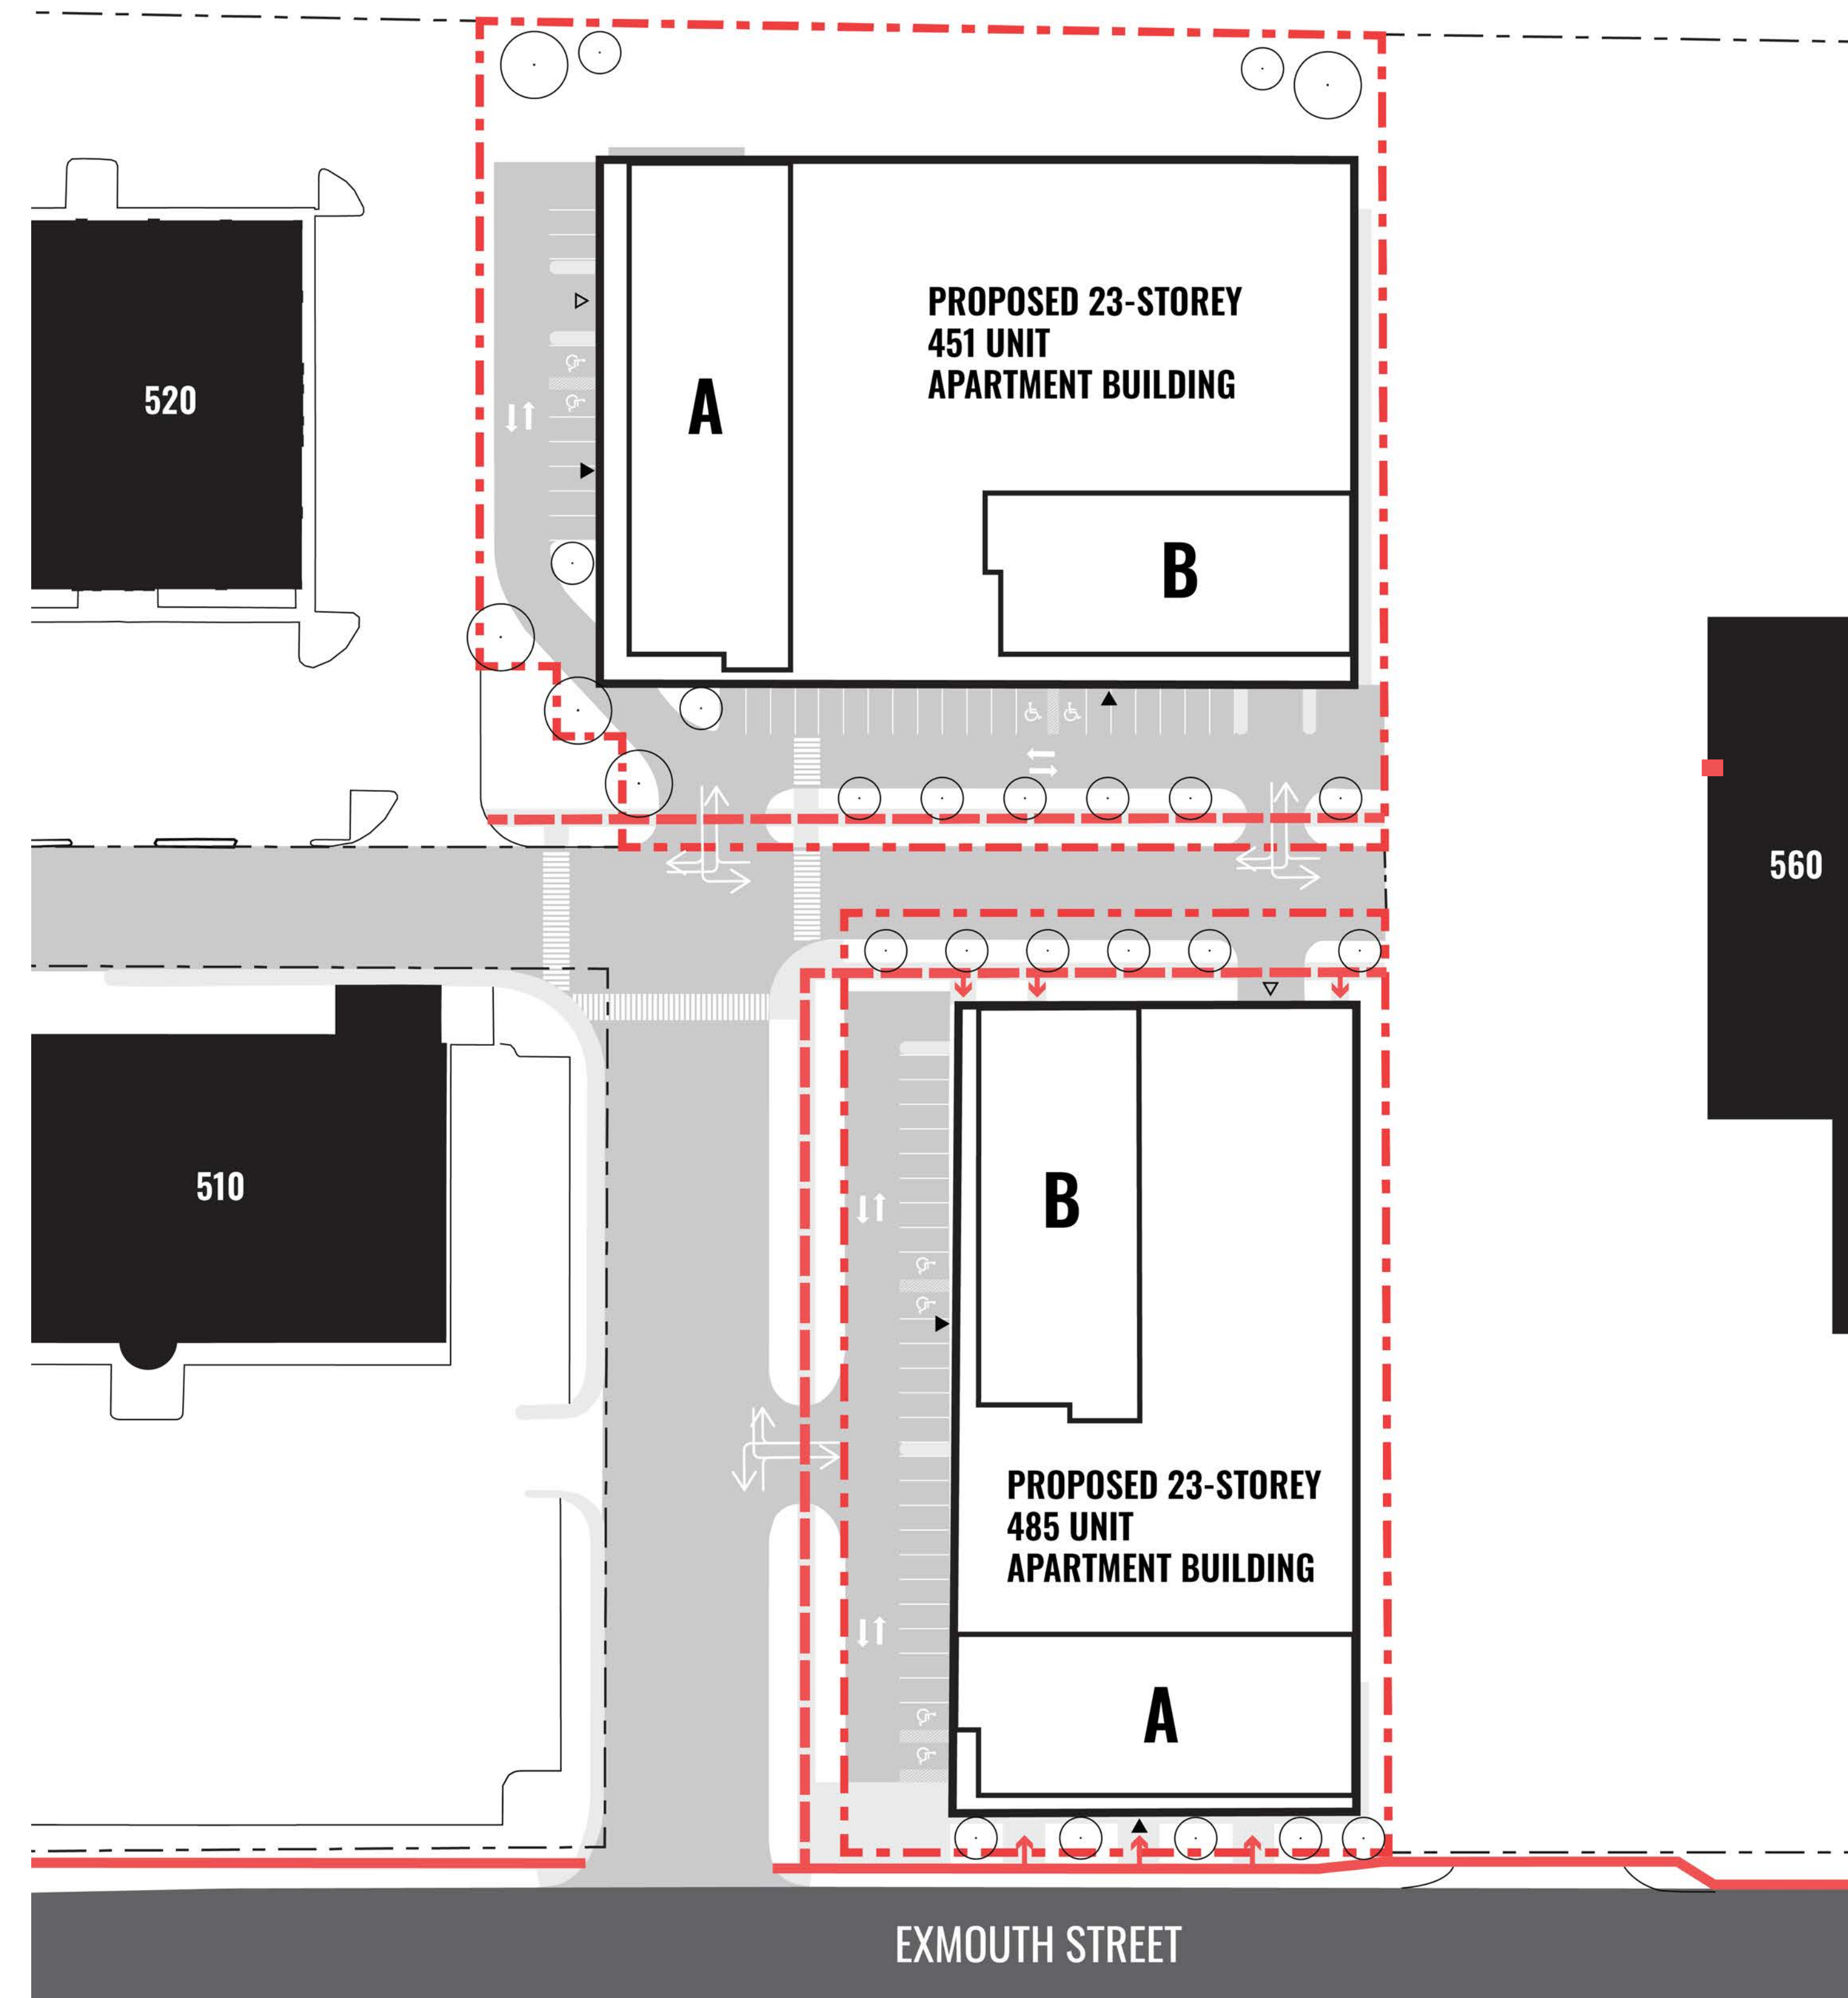 PROPOSED 23-STOREY
451 UNIT
APARTMENT BUILDING
520
A
B
560
510
B
PROPOSED 23-STOREY
485 UNIT
APARTMENT BUILDING
A
EXMOUTH STREET